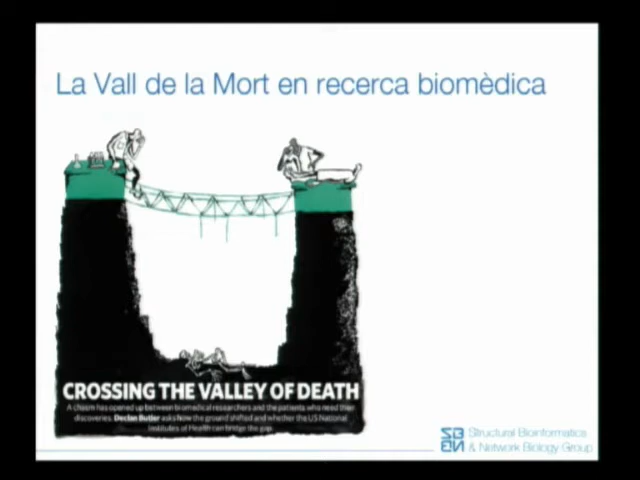 La Vall de la Mort en recerca biomèdica
CROSSING THE VALLEY OF DEATH
A chasm has opened up between biomedical researchers and the patients who need their
discoveries. Declan Butler asks how the ground shifted and whether the US National
Institutes of Health can bridge the gap.
Structural Bioinformatics
& Network Biology Group